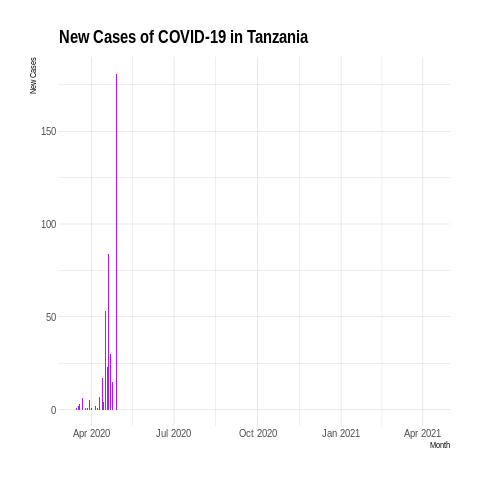 New Cases of COVID-19 in Tanzania
New Cases
150
100
50
0
Apr 2020 Jul 2020 Oct 2020 Jan 2021 Apr 2021
Month